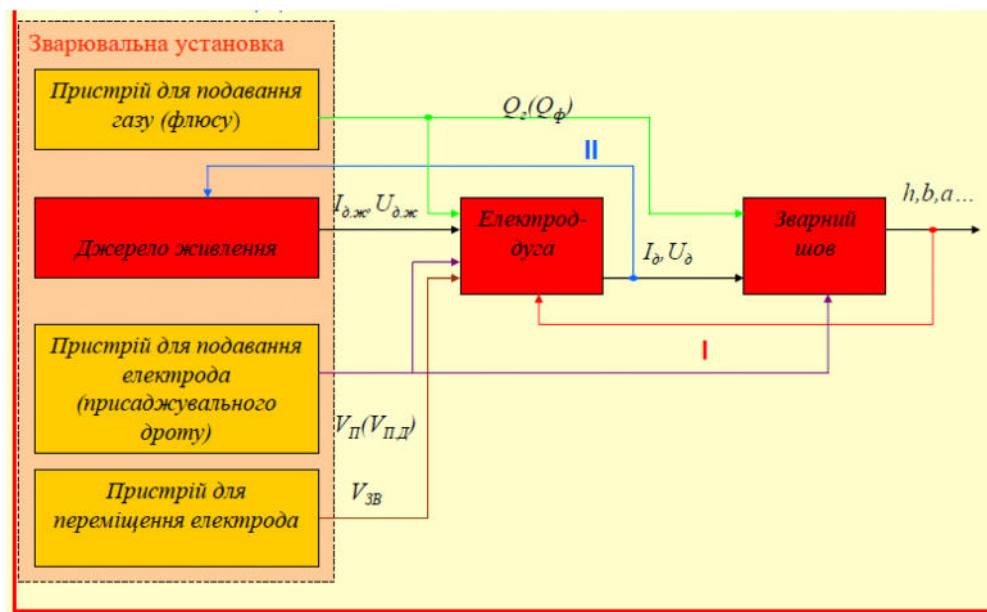 Зварювальна установка
Пристрій для подавання
газу (флюсу)
Qг(Qф)
II
Iд.ж, Uд.ж
h,b,a...
Джерело живлення
Електрод-
дуга
Iд, Uд
Зварний
шов
I
Пристрій для подавання
електрода
(присаджувального
дроту)
VП(VП,Д)
Пристрій для
переміщення електрода
VЗВ